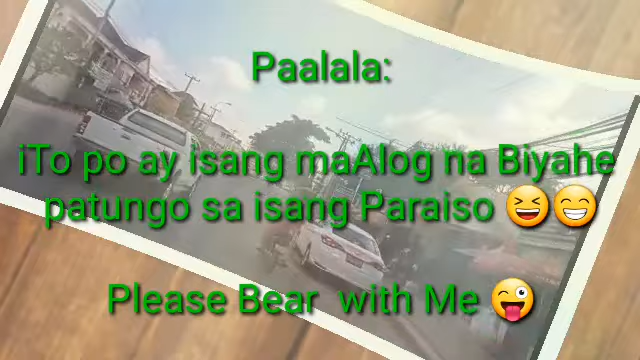 Paalala:
iTo po ay isang maAlog na Biyahe
patungo sa isang Paraiso 😆😁
Please Bear with Me 😜